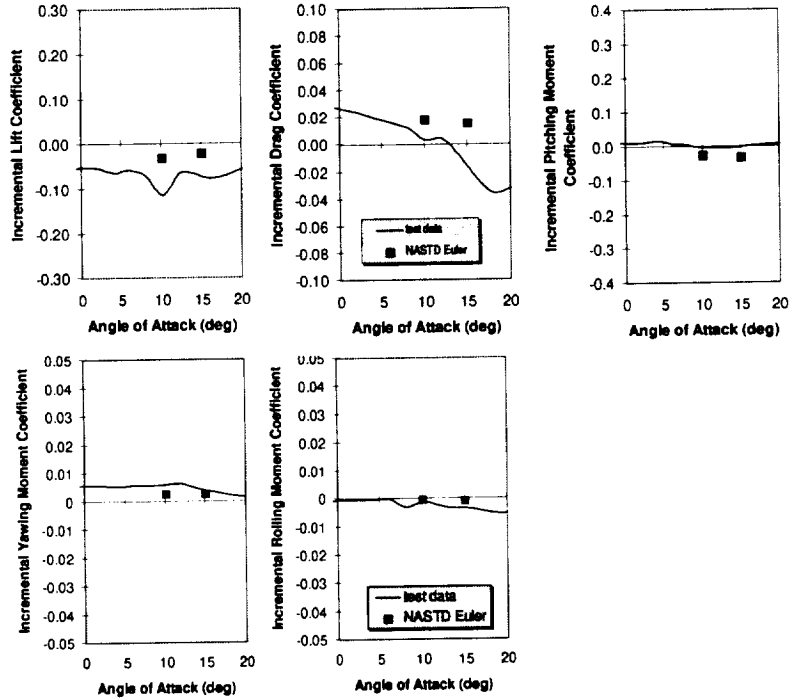 Incremental Lift Coefficient
0.30
0.20
0.10
0.00
-0.10
-0.20
-0.30
0 5 10 15 20
Angle of Attack (deg)
Incremental Drag Coefficient
0.10
0.08
0.06
0.04
0.02
0.00
-0.02
-0.04
-0.06
-0.08
-0.10
test data
NASTD Euler
0 5 10 15 20
Angle of Attack (deg)
Incremental Pitching Moment
Coefficient
0.4
0.3
0.2
0.1
0.0
-0.1
-0.2
-0.3
-0.4
0 5 10 15 20
Angle of Attack (deg)
Incremental Yawing Moment Coefficient
0.05
0.04
0.03
0.02
0.01
0
-0.01
-0.02
-0.03
-0.04
-0.05
0 5 10 15 20
Angle of Attack (deg)
Incremental Rolling Moment Coefficient
0.05
0.04
0.03
0.02
0.01
0
-0.01
-0.02
-0.03
-0.04
-0.05
test data
NASTD Euler
0 5 10 15 20
Angle of Attack (deg)